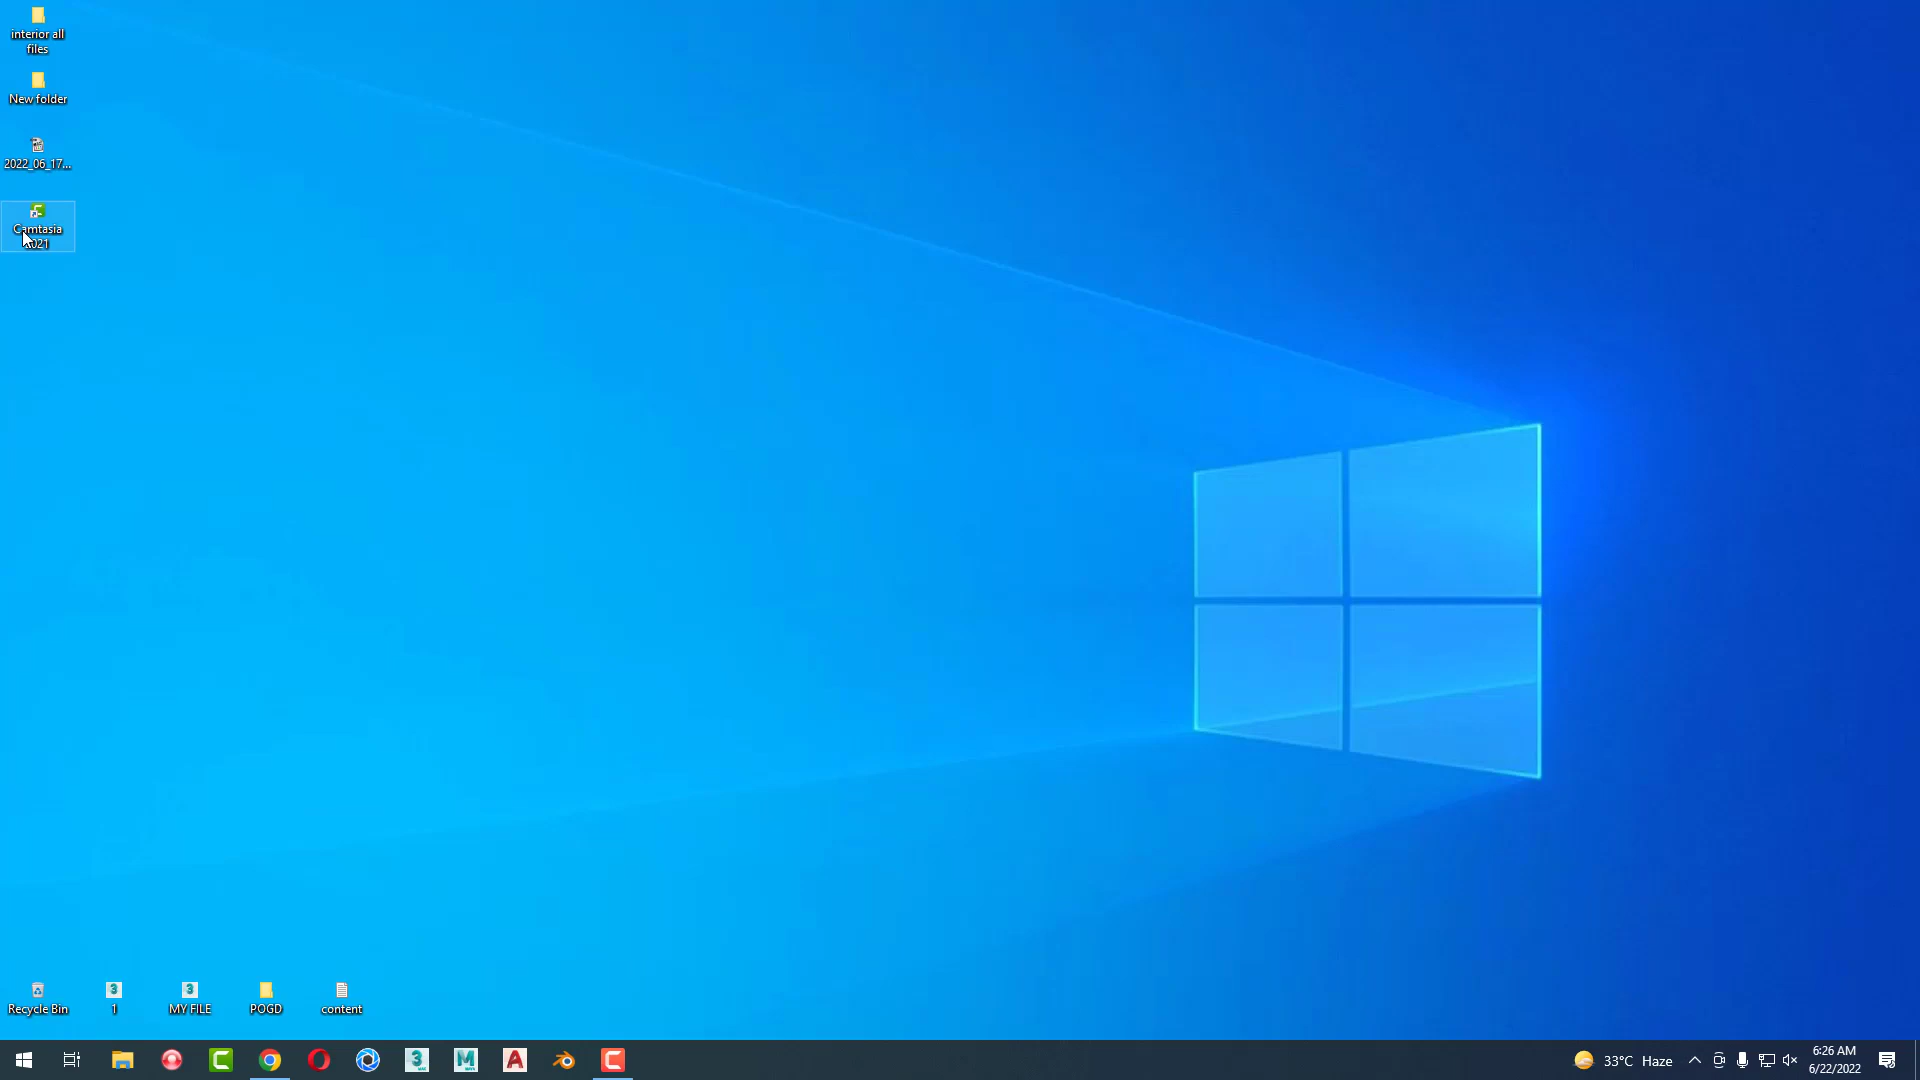 interior all
files
New folder
2022_06_17...
Camtasia
2021
Recycle Bin
1
MY FILE
POGD
content
33°C Haze
6:26 AM
6/22/2022